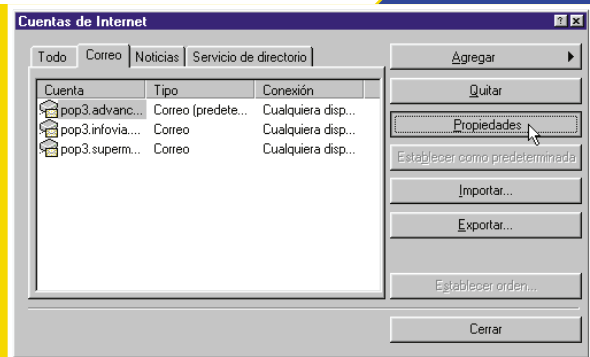 Cuentas de Internet
Todo Correo Noticias Servicio de directorio
Cuenta Tipo Conexión
pop3.advanc... Correo (predete... Cualquiera disp...
pop3.infovia.... Correo Cualquiera disp...
pop3.superm... Correo Cualquiera disp...
Agregar
Quitar
Propiedades
Establecer como predeterminada
Importar...
Exportar...
Establecer orden...
Cerrar